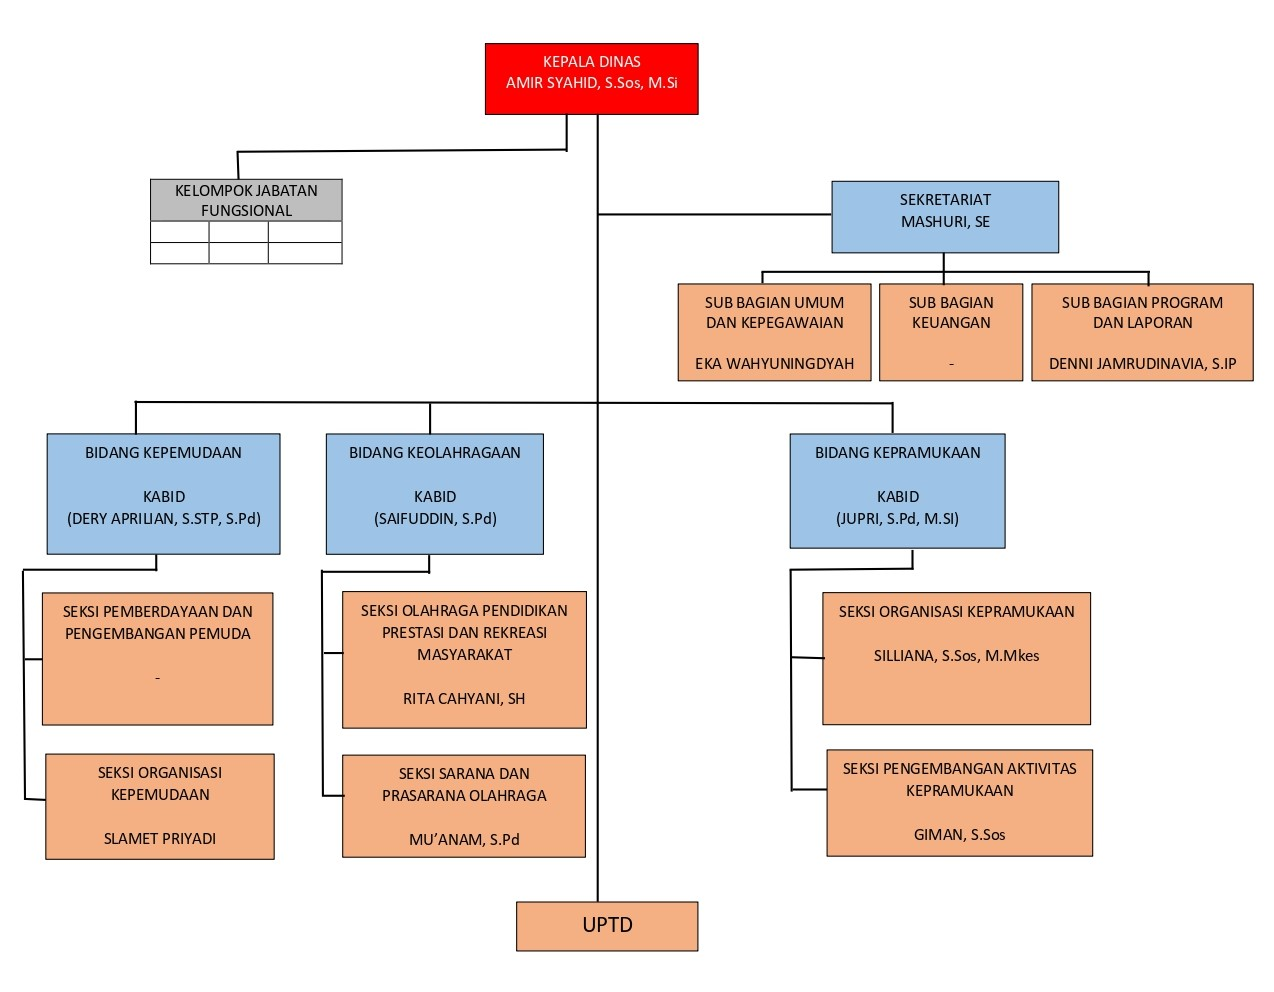 KEPALA DINAS
AMIR SYAHID, S.Sos, M.Si
KELOMPOK JABATAN
FUNGSIONAL
SEKRETARIAT
MASHURI, SE
SUB BAGIAN UMUM
DAN KEPEGAWAIAN
EKA WAHYUNINGDYAH
SUB BAGIAN
KEUANGAN
-
SUB BAGIAN PROGRAM
DAN LAPORAN
DENNI JAMRUDINAVIA, S.IP
BIDANG KEPEMUDAAN
KABID
(DERY APRILIAN, S.STP, S.Pd)
BIDANG KEOLAHRAGAAN
KABID
(SAIFUDDIN, S.Pd)
BIDANG KEPRAMUKAAN
KABID
(JUPRI, S.Pd, M.SI)
SEKSI PEMBERDAYAAN DAN
PENGEMBANGAN PEMUDA
-
SEKSI ORGANISASI
KEPEMUDAAN
SLAMET PRIYADI
SEKSI OLAHRAGA PENDIDIKAN
PRESTASI DAN REKREASI
MASYARAKAT
RITA CAHYANI, SH
SEKSI SARANA DAN
PRASARANA OLAHRAGA
MU’ANAM, S.Pd
SEKSI ORGANISASI KEPRAMUKAAN
SILLIANA, S.Sos, M.Mkes
SEKSI PENGEMBANGAN AKTIVITAS
KEPRAMUKAAN
GIMAN, S.Sos
UPTD